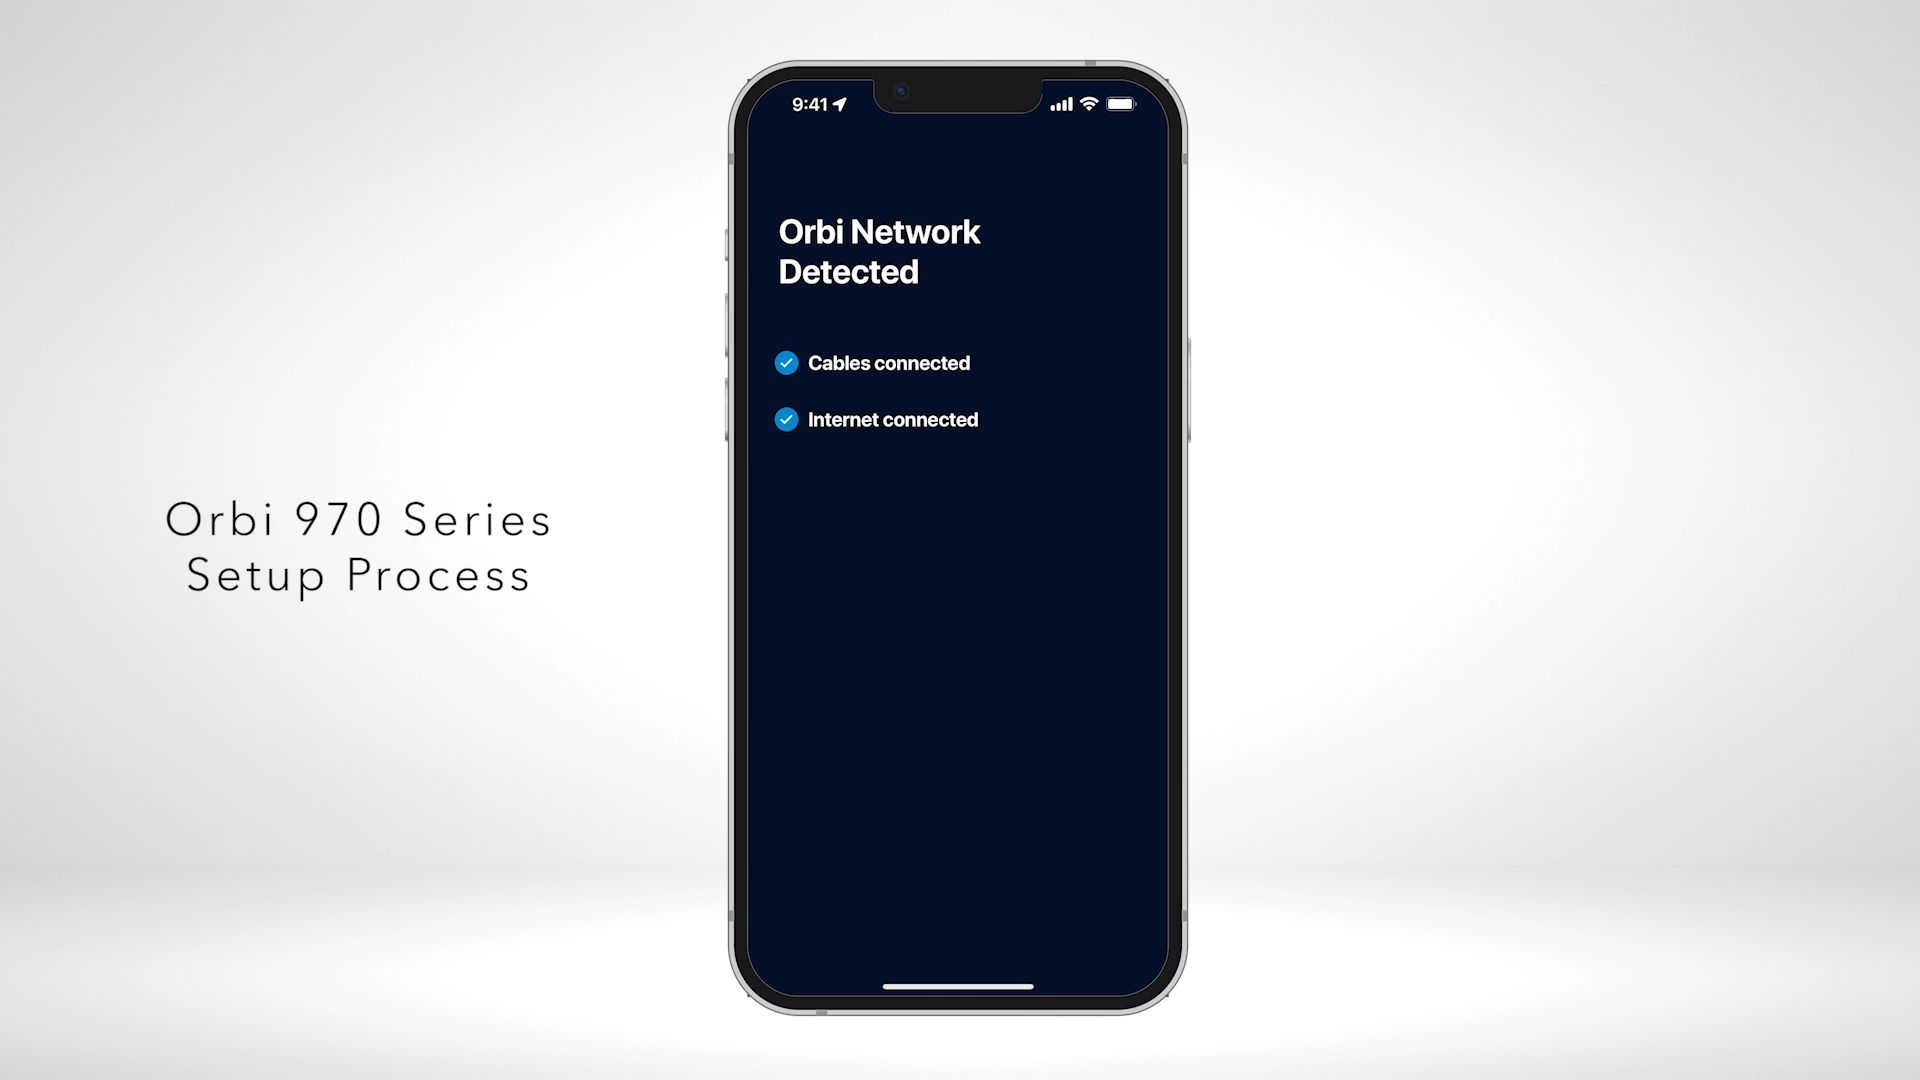 9:41
Orbi Network
Detected
Cables connected
Internet connected
Orbi 970 Series
Setup Process